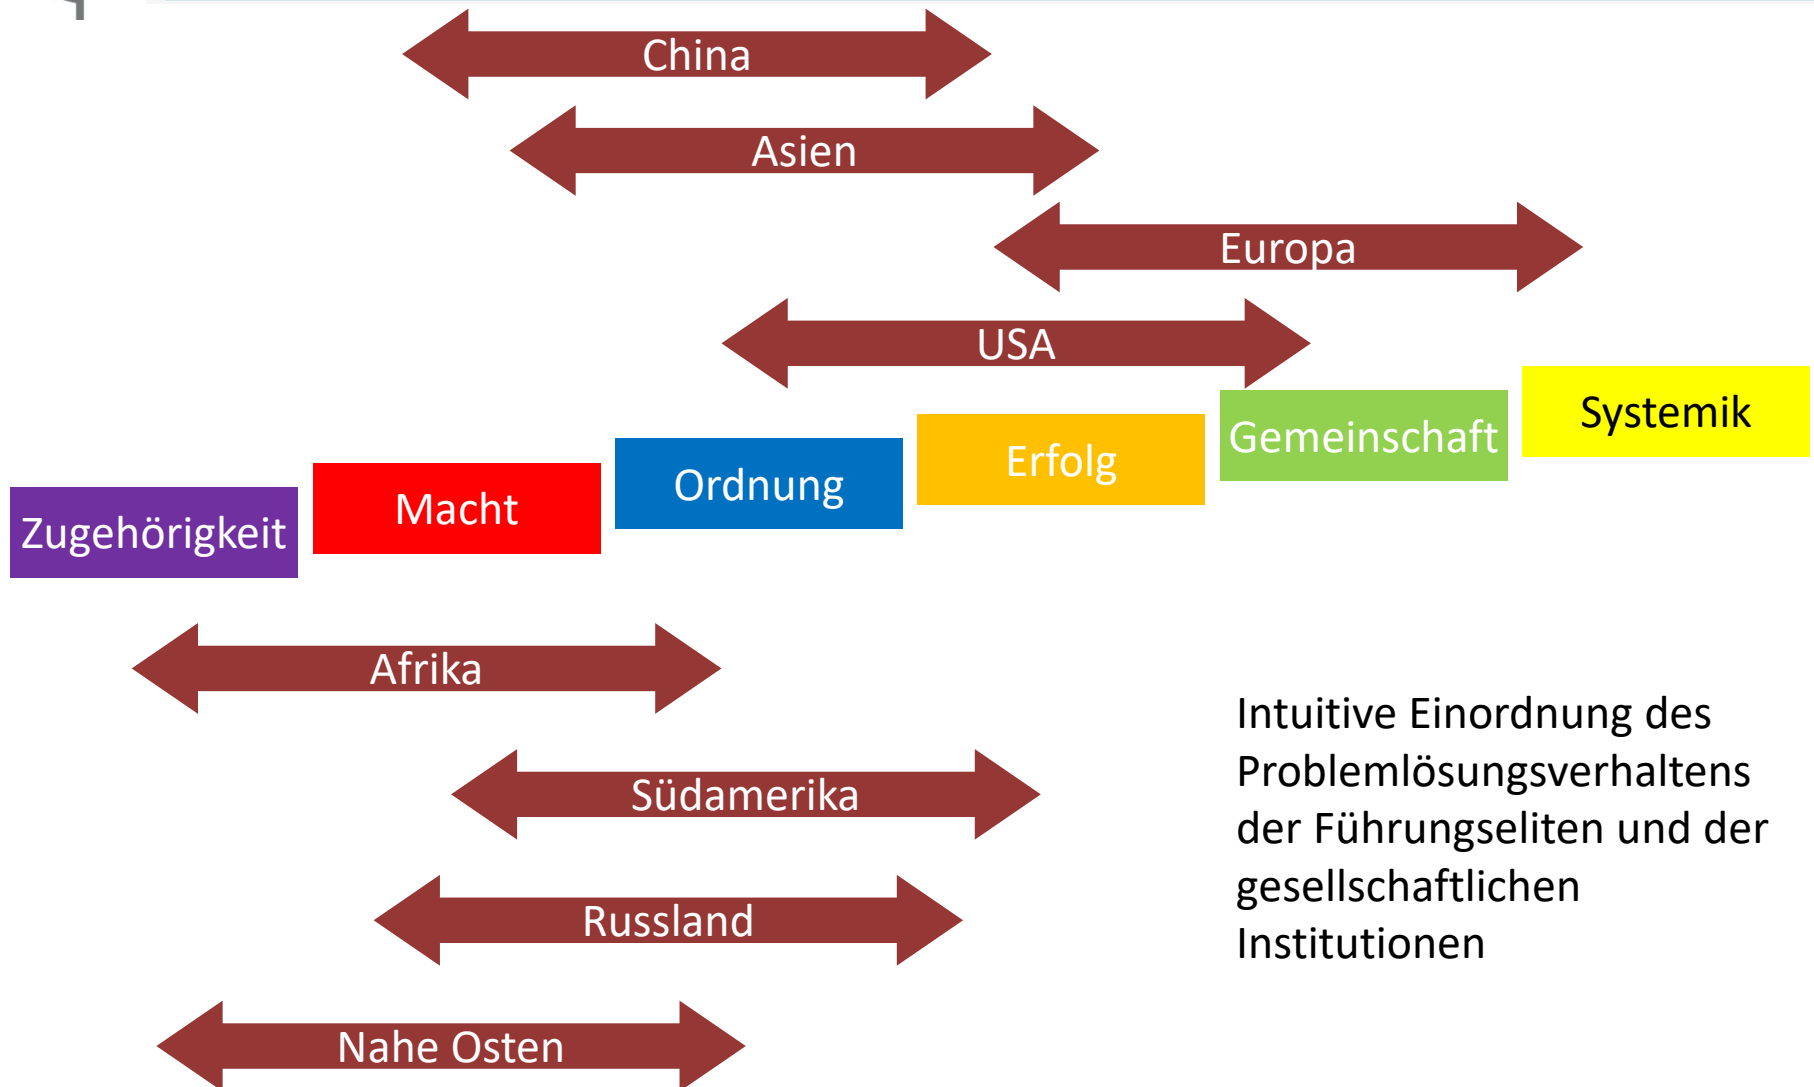 China
Asien
Europa
USA
Systemik
Gemeinschaft
Erfolg
Ordnung
Macht
Zugehörigkeit
Afrika
Südamerika
Russland
Nahe Osten
Intuitive Einordnung des
Problemlösungsverhaltens
der Führungseliten und der
gesellschaftlichen
Institutionen